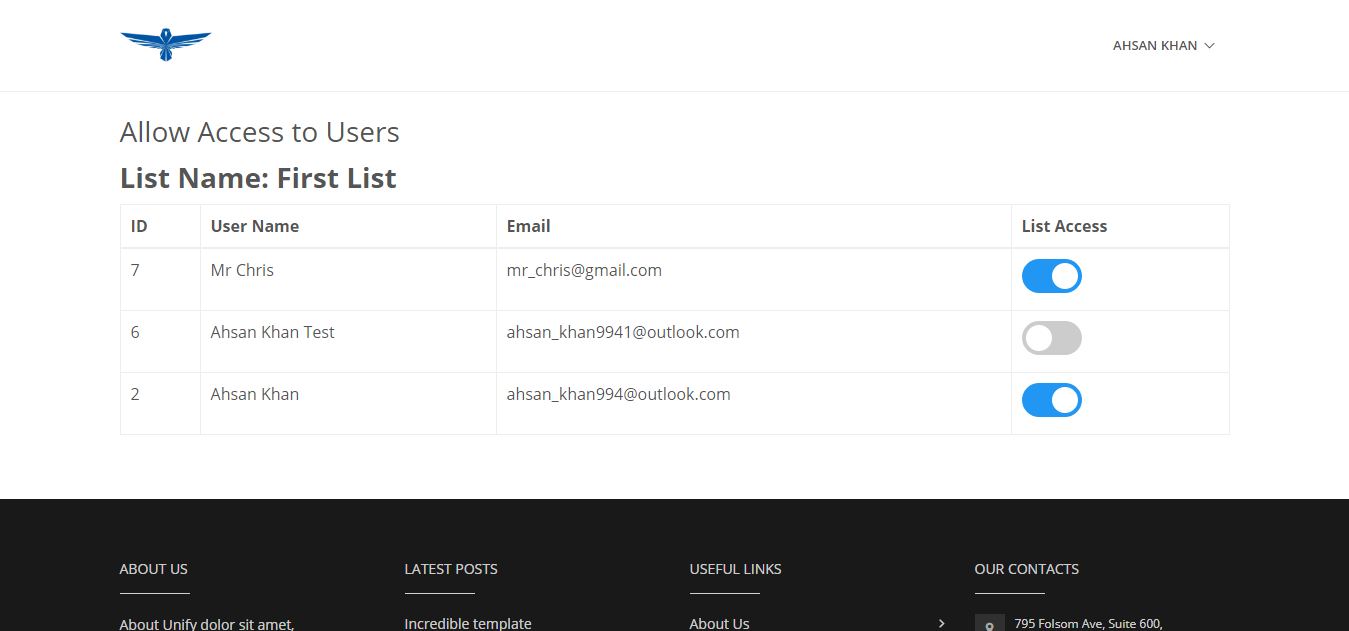 AHSAN KHAN
Allow Access to Users
List Name: First List
ID User Name Email List Access
7 Mr Chris mr_chris@gmail.com
6 Ahsan Khan Test ahsan_khan9941@outlook.com
2 Ahsan Khan ahsan_khan994@outlook.com
ABOUT US LATEST POSTS USEFUL LINKS OUR CONTACTS
About Unify dolor sit amet, Incredible template About Us 795 Folsom Ave, Suite 600,